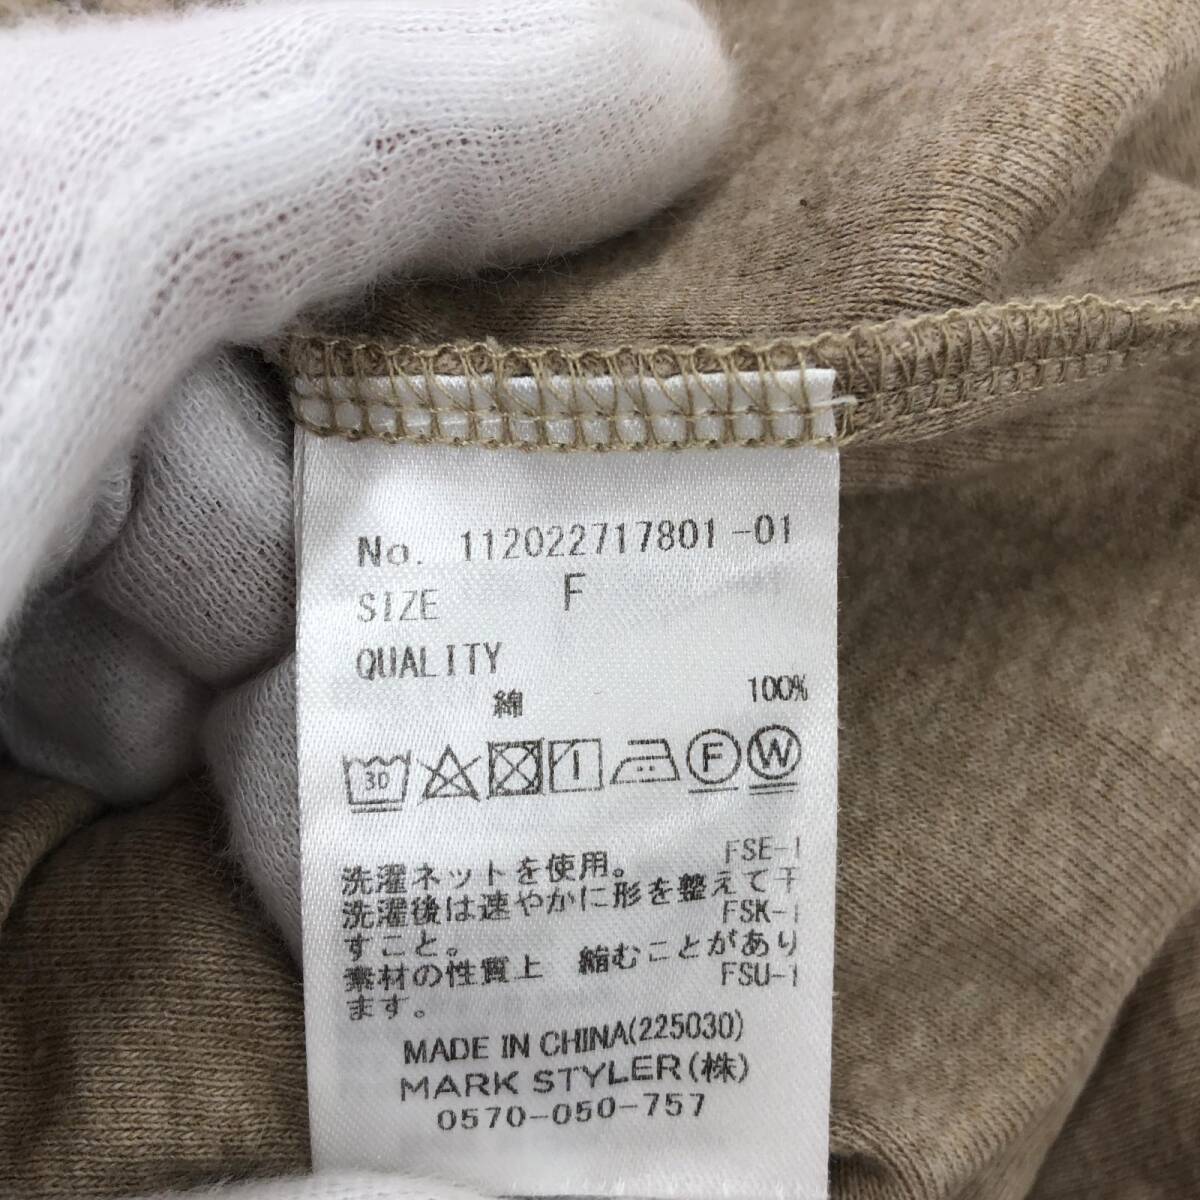 No. 112022717801-01
SIZE F
QUALITY
綿 100%
30 F W
洗濯ネットを使用。 FSE-1
洗濯後は速やかに形を整えて干 FSK-1
すこと。
素材の性質上 縮むことがあり FSU-1
ます。
MADE IN CHINA(225030)
MARK STYLER(株)
0570-050-757